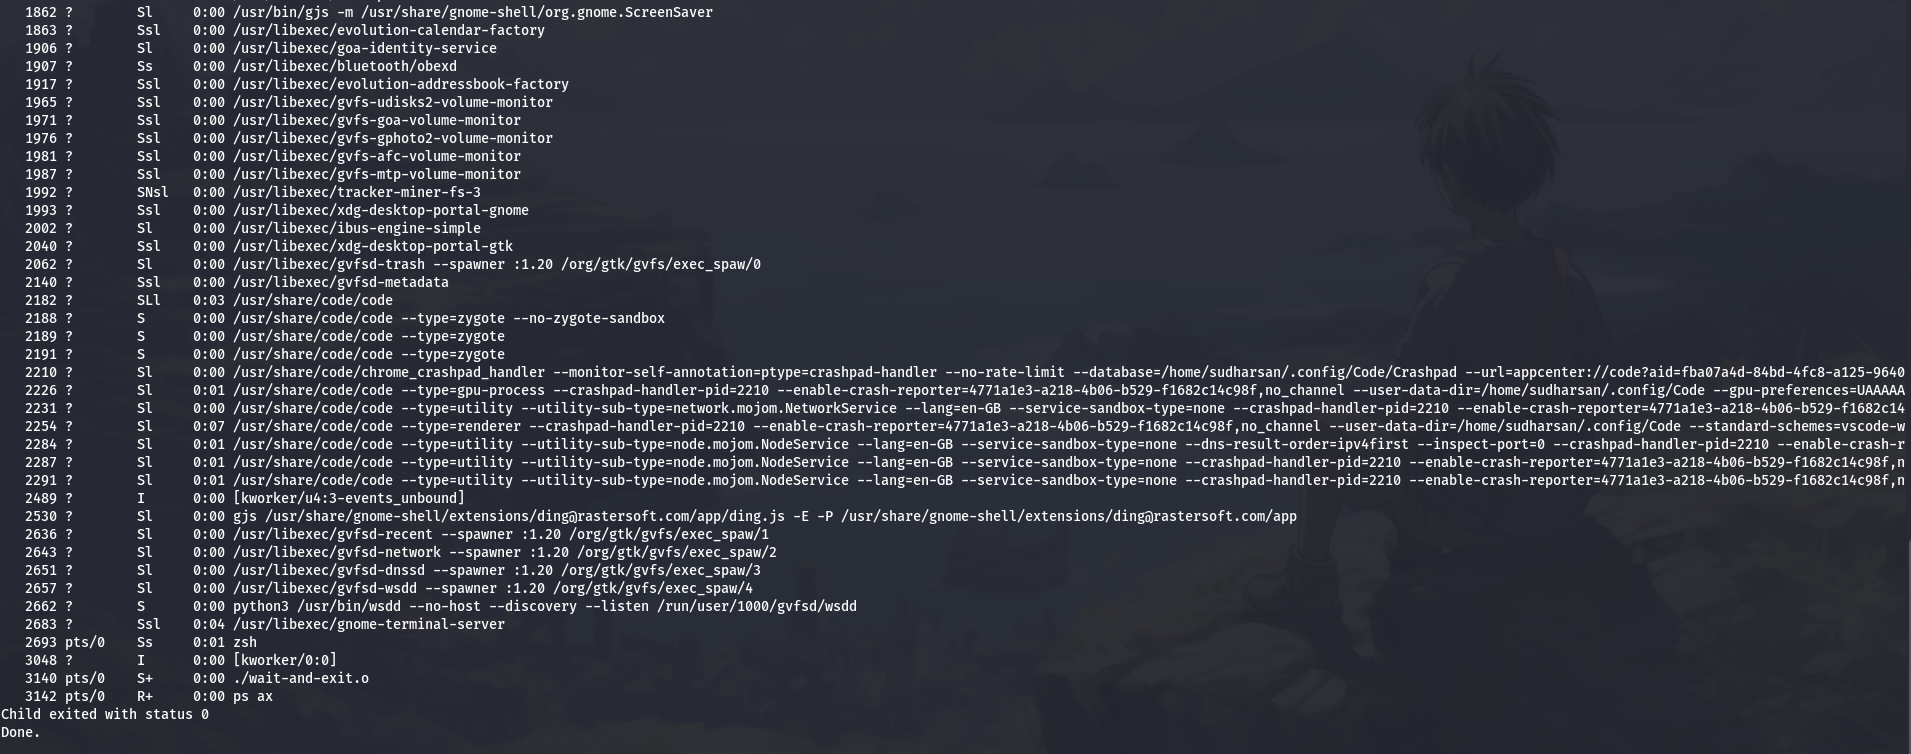 1862 ?        Sl     0:00 /usr/bin/gjs -m /usr/share/gnome-shell/org.gnome.ScreenSaver
1863 ?        Ssl    0:00 /usr/libexec/evolution-calendar-factory
1906 ?        Sl     0:00 /usr/libexec/goa-identity-service
1907 ?        Ss     0:00 /usr/libexec/bluetooth/obexd
1917 ?        Ssl    0:00 /usr/libexec/evolution-addressbook-factory
1965 ?        Ssl    0:00 /usr/libexec/gvfs-udisks2-volume-monitor
1971 ?        Ssl    0:00 /usr/libexec/gvfs-goa-volume-monitor
1976 ?        Ssl    0:00 /usr/libexec/gvfs-gphoto2-volume-monitor
1981 ?        Ssl    0:00 /usr/libexec/gvfs-afc-volume-monitor
1987 ?        Ssl    0:00 /usr/libexec/gvfs-mtp-volume-monitor
1992 ?        SNsl   0:00 /usr/libexec/tracker-miner-fs-3
1993 ?        Ssl    0:00 /usr/libexec/xdg-desktop-portal-gnome
2002 ?        Sl     0:00 /usr/libexec/ibus-engine-simple
2040 ?        Ssl    0:00 /usr/libexec/xdg-desktop-portal-gtk
2062 ?        Sl     0:00 /usr/libexec/gvfsd-trash --spawner :1.20 /org/gtk/gvfs/exec_spaw/0
2140 ?        Ssl    0:00 /usr/libexec/gvfsd-metadata
2182 ?        SLl    0:03 /usr/share/code/code
2188 ?        S      0:00 /usr/share/code/code --type=zygote --no-zygote-sandbox
2189 ?        S      0:00 /usr/share/code/code --type=zygote
2191 ?        S      0:00 /usr/share/code/code --type=zygote
2210 ?        Sl     0:00 /usr/share/code/chrome_crashpad_handler --monitor-self-annotation=ptype=crashpad-handler --no-rate-limit --database=/home/sudharsan/.config/Code/Crashpad --url=appcenter://code?aid=fba07a4d-84bd-4fc8-a125-9640
2226 ?        Sl     0:01 /usr/share/code/code --type=gpu-process --crashpad-handler-pid=2210 --enable-crash-reporter=4771a1e3-a218-4b06-b529-f1682c14c98f,no_channel --user-data-dir=/home/sudharsan/.config/Code --gpu-preferences=UAAAAA
2231 ?        Sl     0:00 /usr/share/code/code --type=utility --utility-sub-type=network.mojom.NetworkService --lang=en-GB --service-sandbox-type=none --crashpad-handler-pid=2210 --enable-crash-reporter=4771a1e3-a218-4b06-b529-f1682c14
2254 ?        Sl     0:07 /usr/share/code/code --type=renderer --crashpad-handler-pid=2210 --enable-crash-reporter=4771a1e3-a218-4b06-b529-f1682c14c98f,no_channel --user-data-dir=/home/sudharsan/.config/Code --standard-schemes=vscode-w
2284 ?        Sl     0:01 /usr/share/code/code --type=utility --utility-sub-type=node.mojom.NodeService --lang=en-GB --service-sandbox-type=none --dns-result-order=ipv4first --inspect-port=0 --crashpad-handler-pid=2210 --enable-crash-r
2287 ?        Sl     0:01 /usr/share/code/code --type=utility --utility-sub-type=node.mojom.NodeService --lang=en-GB --service-sandbox-type=none --crashpad-handler-pid=2210 --enable-crash-reporter=4771a1e3-a218-4b06-b529-f1682c14c98f,n
2291 ?        Sl     0:01 /usr/share/code/code --type=utility --utility-sub-type=node.mojom.NodeService --lang=en-GB --service-sandbox-type=none --crashpad-handler-pid=2210 --enable-crash-reporter=4771a1e3-a218-4b06-b529-f1682c14c98f,n
2489 ?        I      0:00 [kworker/u4:3-events_unbound]
2530 ?        Sl     0:00 gjs /usr/share/gnome-shell/extensions/ding@rastersoft.com/app/ding.js -E -P /usr/share/gnome-shell/extensions/ding@rastersoft.com/app
2636 ?        Sl     0:00 /usr/libexec/gvfsd-recent --spawner :1.20 /org/gtk/gvfs/exec_spaw/1
2643 ?        Sl     0:00 /usr/libexec/gvfsd-network --spawner :1.20 /org/gtk/gvfs/exec_spaw/2
2651 ?        Sl     0:00 /usr/libexec/gvfsd-dnssd --spawner :1.20 /org/gtk/gvfs/exec_spaw/3
2657 ?        Sl     0:00 /usr/libexec/gvfsd-wsdd --spawner :1.20 /org/gtk/gvfs/exec_spaw/4
2662 ?        S      0:00 python3 /usr/bin/wsdd --no-host --discovery --listen /run/user/1000/gvfsd/wsdd
2683 ?        Ssl    0:04 /usr/libexec/gnome-terminal-server
2693 pts/0    Ss     0:01 zsh
3048 ?        I      0:00 [kworker/0:0]
3140 pts/0    S+     0:00 ./wait-and-exit.o
3142 pts/0    R+     0:00 ps ax
Child exited with status 0
Done.